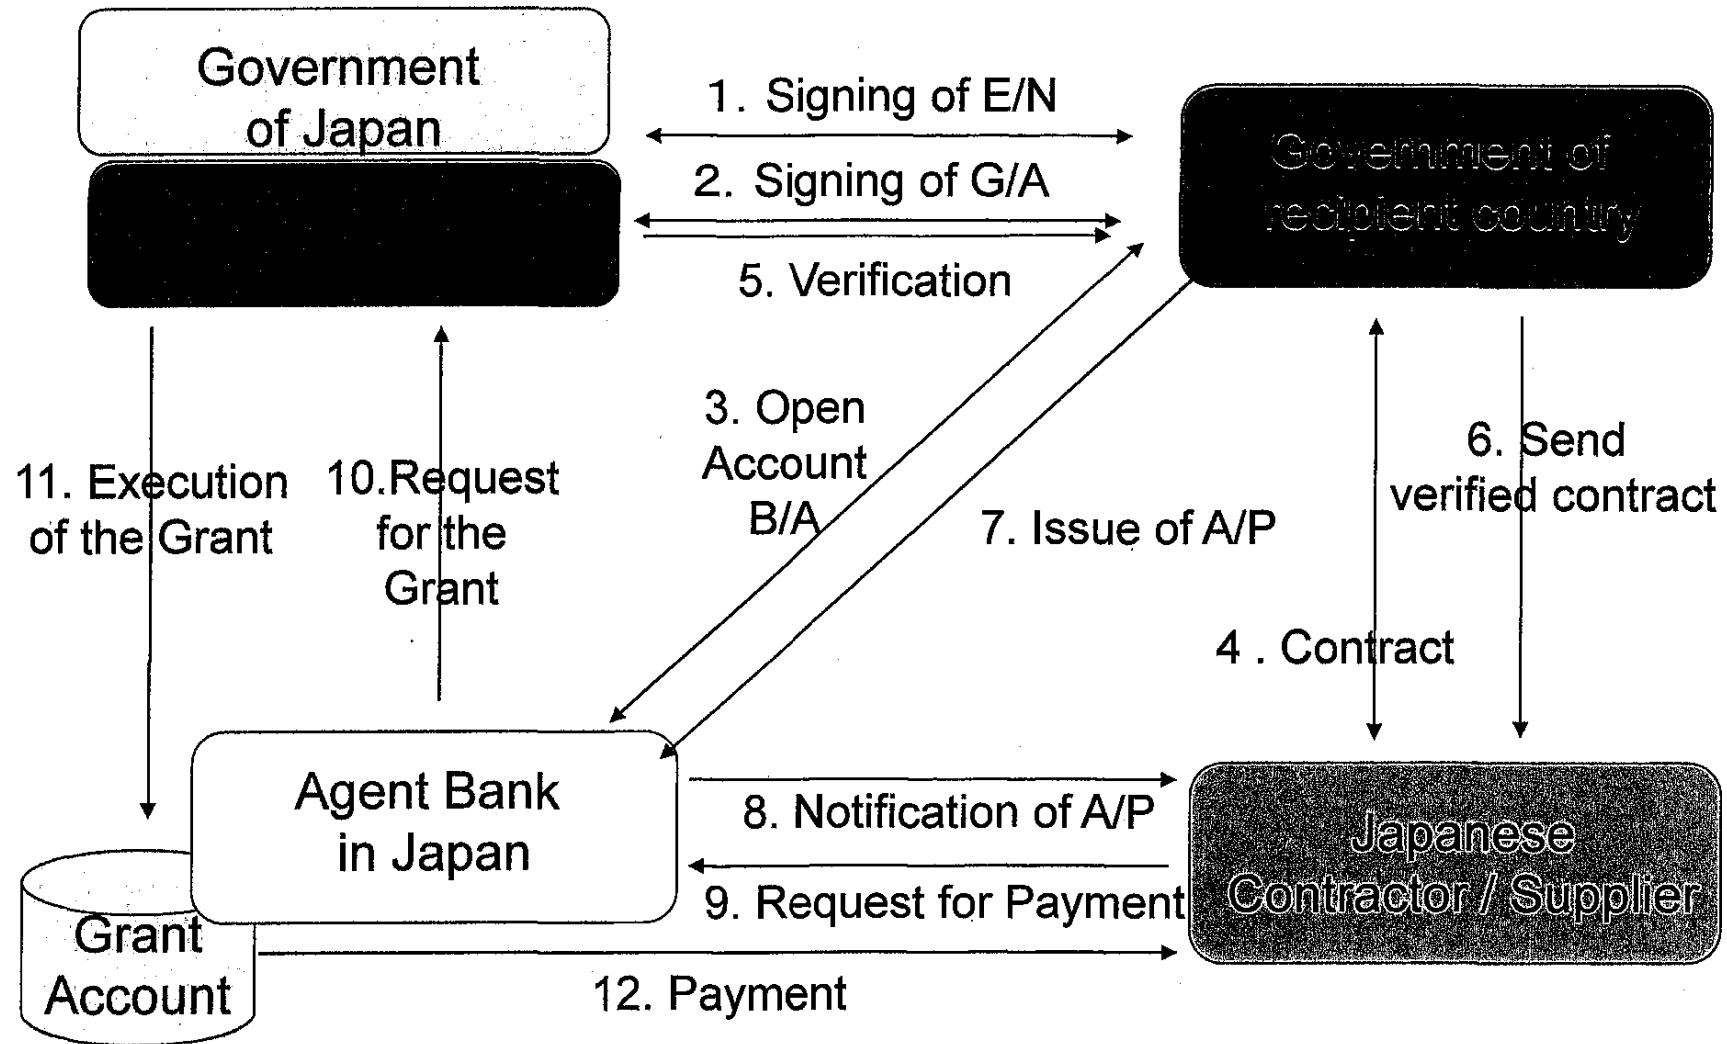 Government
of Japan
1. Signing of E/N
Government of
recipient country
2. Signing of G/A
5. Verification
3. Open
Account
B/A
6. Send
verified contract
11. Execution
of the Grant
10.Request
for the
Grant
7. Issue of A/P
4 . Contract
Agent Bank
in Japan
8. Notification of A/P
Japanese
Contractor / Supplier
9. Request for Payment
Grant
Account
12. Payment